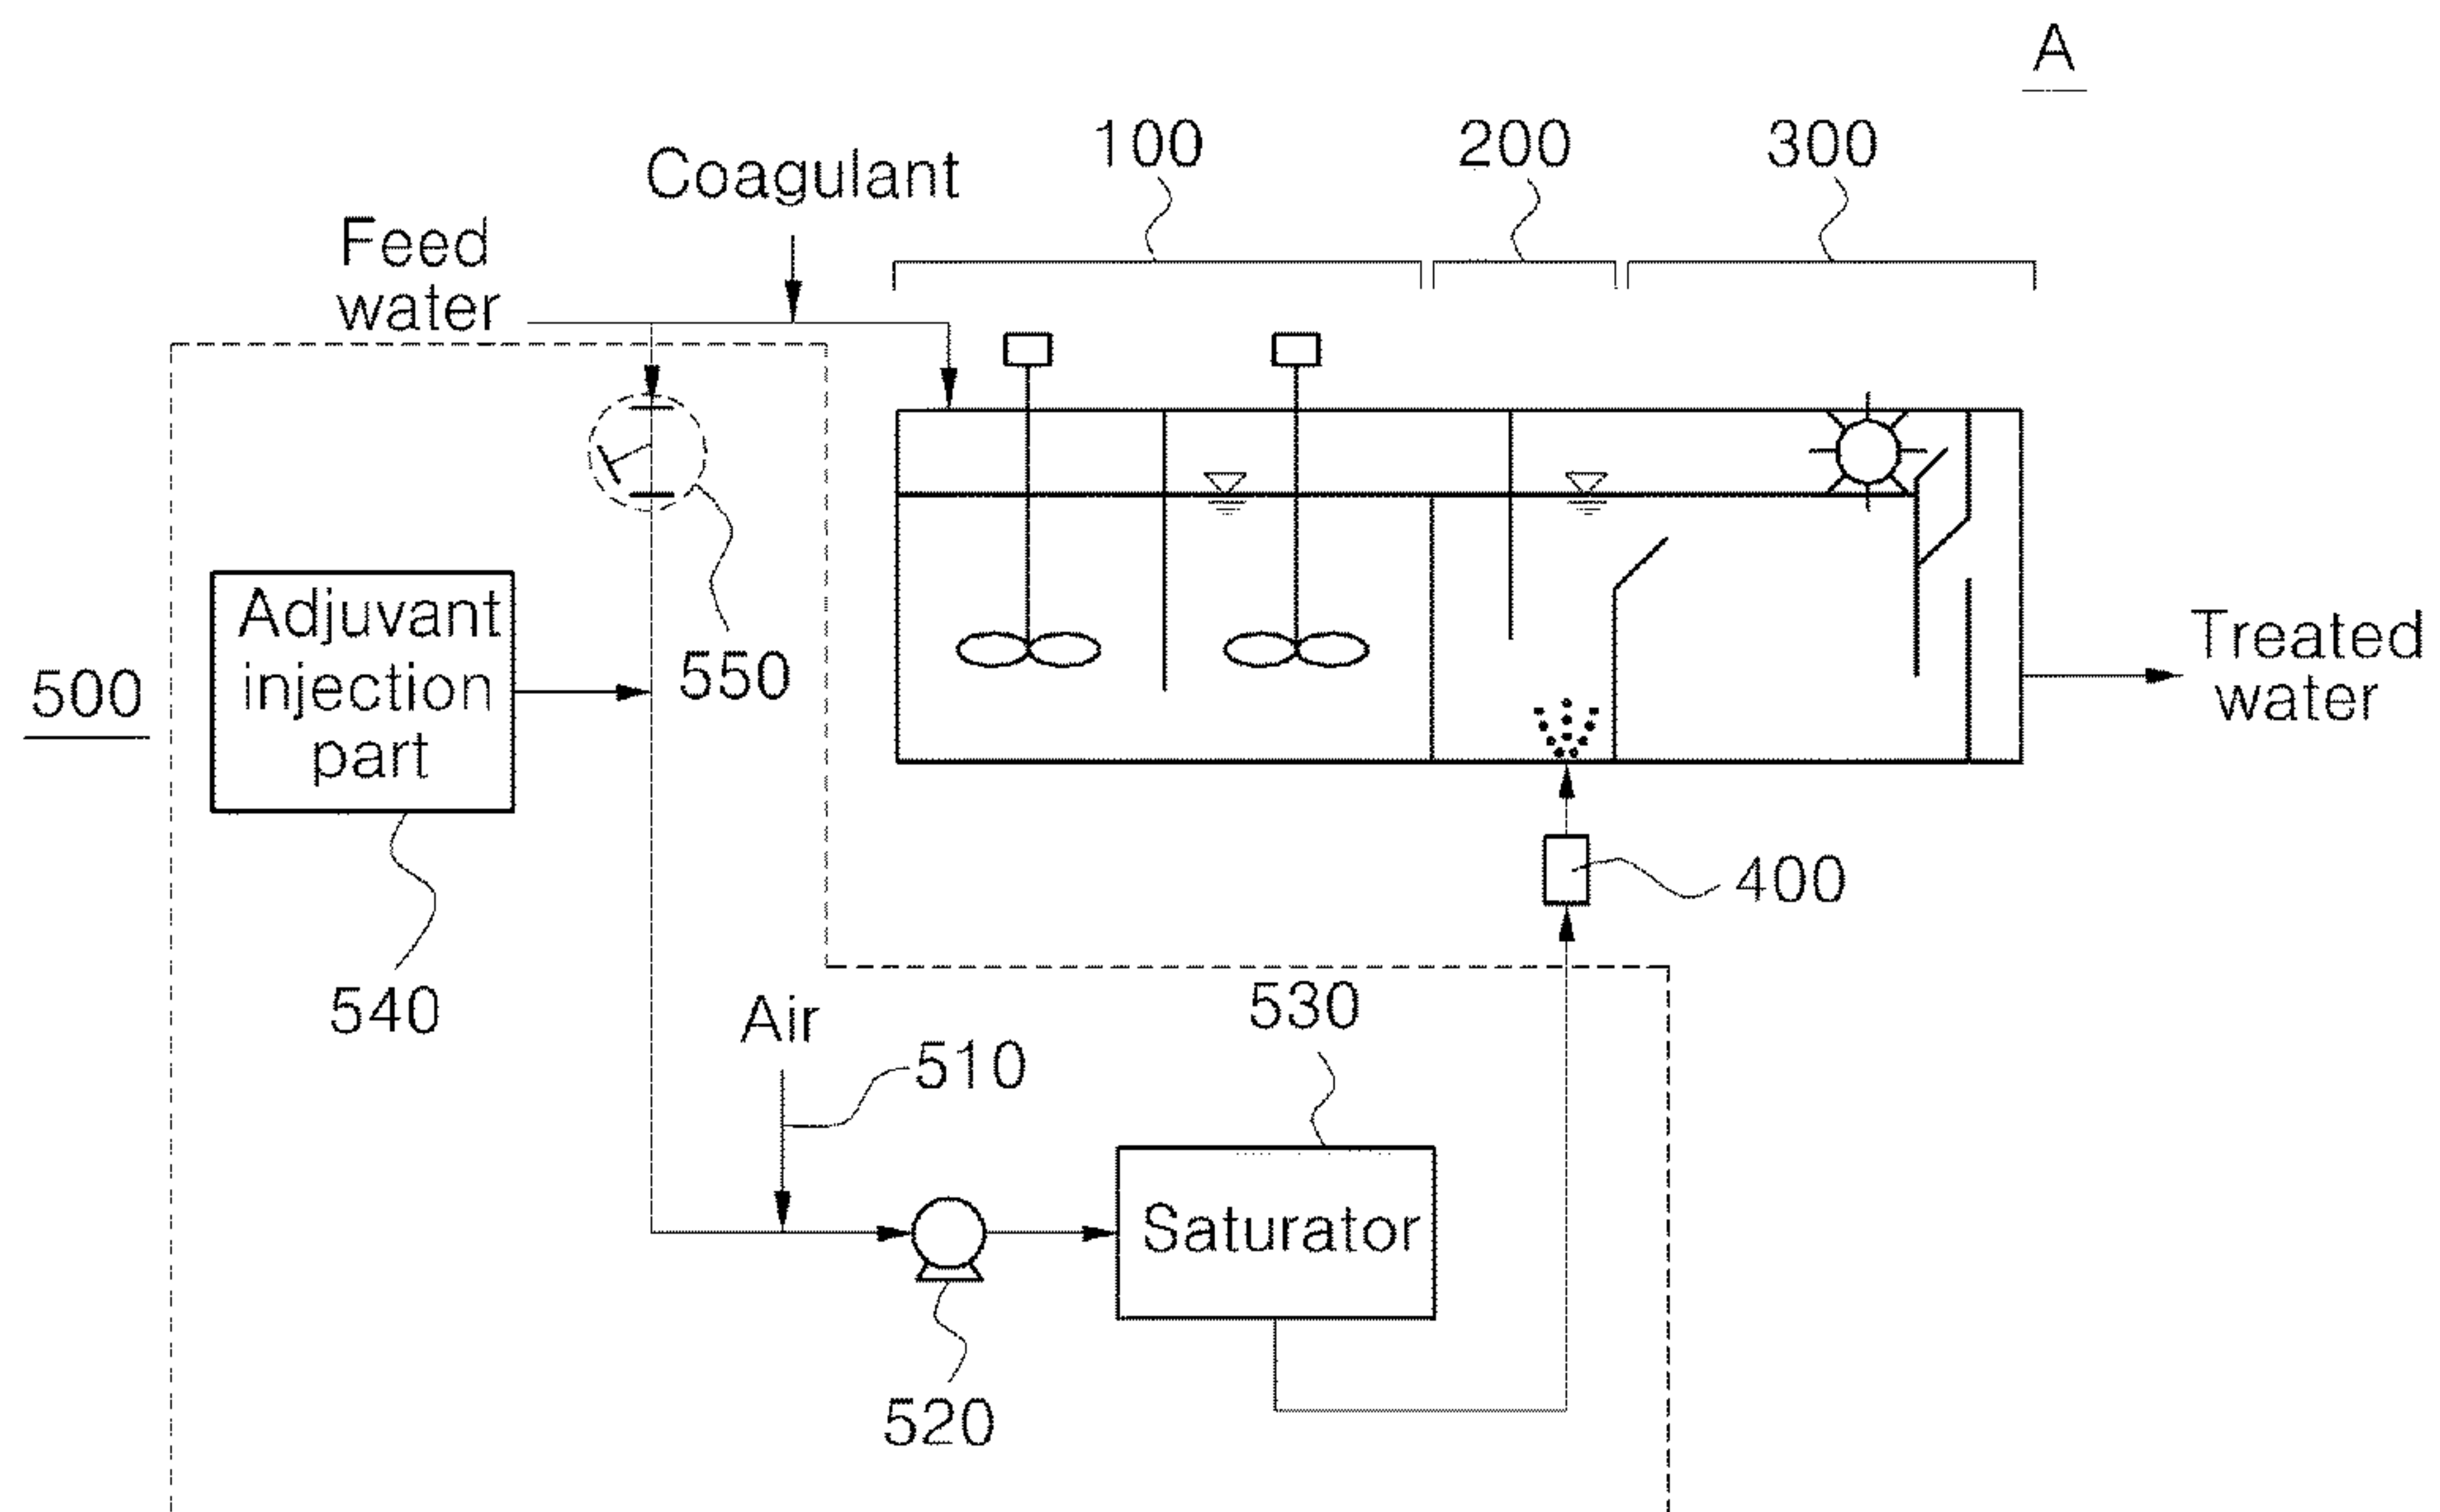 A
100
200
300
Coagulant
Feed
water
Adjuvant
injection
part
550
500
Treated
water
400
540
Air
510
530
Saturator
520